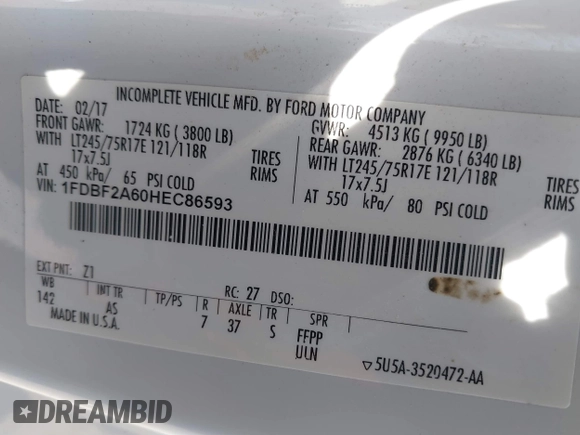 INCOMPLETE VEHICLE MFD. BY FORD MOTOR COMPANY
DATE: 02/17 GVWR: 4513 KG ( 9950 LB)
FRONT GAWR: 1724 KG ( 3800 LB) REAR GAWR: 2876 KG ( 6340 LB)
WITH LT245/75R17E 121/118R TIRES WITH LT245/75R17E 121/118R TIRES
17x7.5J RIMS 17x7.5J RIMS
AT 450 kPa/ 65 PSI COLD AT 550 kPa/ 80 PSI COLD
VIN: 1FDBF2A60HEC86593
EXT PNT: Z1 RC: 27 DSO:
WB INT TR TP/PS R AXLE TR SPR
142 AS 7 37 S FFPP
MADE IN U.S.A. ULN
▽5U5A-3520472-AA
DREAMBID